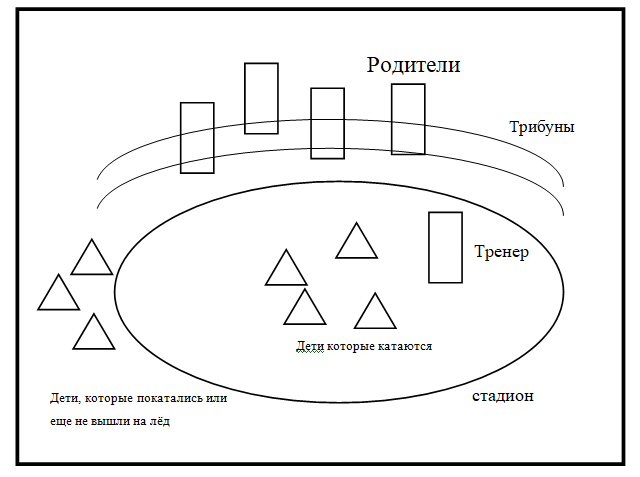 Родители
Трибуны
Тренер
Дети которые катаются
Дети, которые покатались или
еще не вышли на лёд
стадион